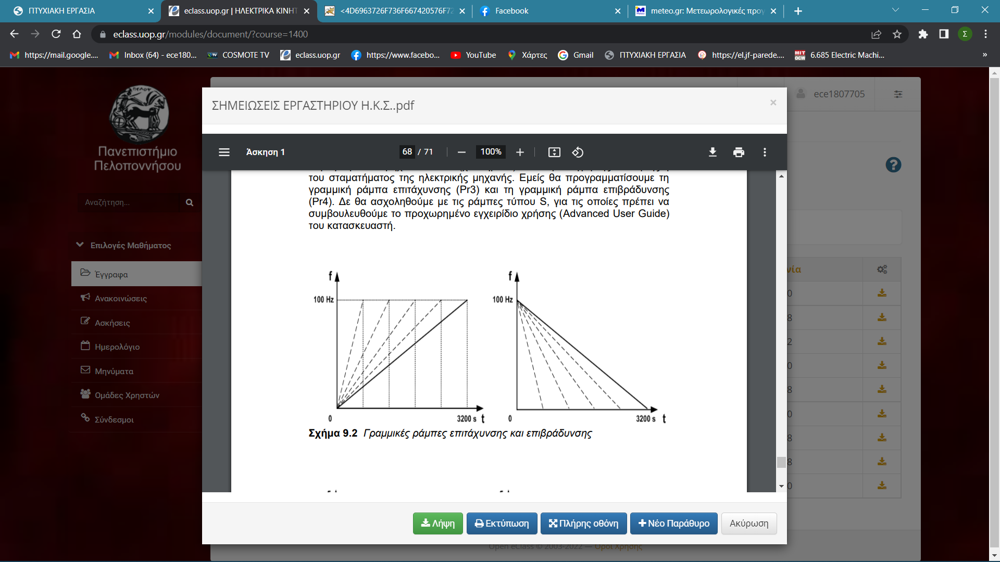 ΠΤΥΧΙΑΚΗ ΕΡΓΑΣΙΑ
eclass.uop.gr | ΗΛΕΚΤΡΙΚΑ ΚΙΝΗΤ
<4D6963726F736F667420576F72
Facebook
meteo.gr: Μετεωρολογικές προγ
eclass.uop.gr/modules/document/?course=1400
Σ
https://mail.google....
Inbox (64) - ece180...
COSMOTE TV
eclass.uop.gr
https://www.facebo...
YouTube
Χάρτες
Gmail
ΠΤΥΧΙΑΚΗ ΕΡΓΑΣΙΑ
https://el.jf-parede....
6.685 Electric Machi...
»
Πανεπιστήμιο
Πελοποννήσου
Αναζήτηση...
Επιλογές Μαθήματος
Έγγραφα
Ανακοινώσεις
Ασκήσεις
Ημερολόγιο
Μηνύματα
Ομάδες Χρηστών
Σύνδεσμοι
ece1807705
ΣΗΜΕΙΩΣΕΙΣ ΕΡΓΑΣΤΗΡΙΟΥ Η.Κ.Σ..pdf
×
Άσκηση 1
68 / 71
100%
του σταματήματος της ηλεκτρικής μηχανής. Εμείς θα προγραμματίσουμε τη
γραμμική ράμπα επιτάχυνσης (Pr3) και τη γραμμική ράμπα επιβράδυνσης
(Pr4). Δε θα ασχοληθούμε με τις ράμπες τύπου S, για τις οποίες πρέπει να
συμβουλευθούμε το προχωρημένο εγχειρίδιο χρήσης (Advanced User Guide)
του κατασκευαστή.
f
100 Hz
0
3200 s t
f
100 Hz
0
3200 s t
Σχήμα 9.2 Γραμμικές ράμπες επιτάχυνσης και επιβράδυνσης
νία
0
8
2
0
8
0
8
8
0
Λήψη
Εκτύπωση
Πλήρης οθόνη
Νέο Παράθυρο
Ακύρωση
Open eClass © 2003-2022 — Όροι Χρήσης